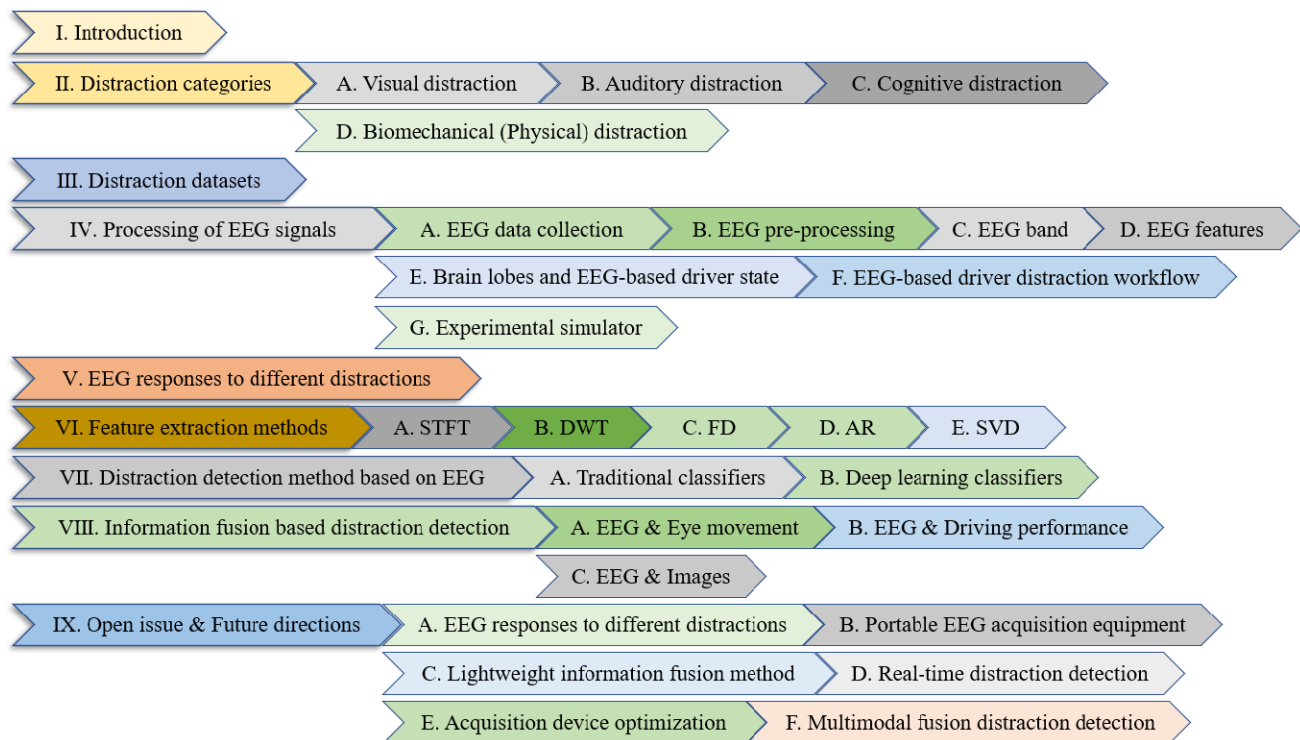 I. Introduction
II. Distraction categories A. Visual distraction B. Auditory distraction C. Cognitive distraction
D. Biomechanical (Physical) distraction
III. Distraction datasets
IV. Processing of EEG signals A. EEG data collection B. EEG pre-processing C. EEG band D. EEG features
E. Brain lobes and EEG-based driver state F. EEG-based driver distraction workflow
G. Experimental simulator
V. EEG responses to different distractions
VI. Feature extraction methods A. STFT B. DWT C. FD D. AR E. SVD
VII. Distraction detection method based on EEG A. Traditional classifiers B. Deep learning classifiers
VIII. Information fusion based distraction detection A. EEG & Eye movement B. EEG & Driving performance
C. EEG & Images
IX. Open issue & Future directions A. EEG responses to different distractions B. Portable EEG acquisition equipment
C. Lightweight information fusion method D. Real-time distraction detection
E. Acquisition device optimization F. Multimodal fusion distraction detection